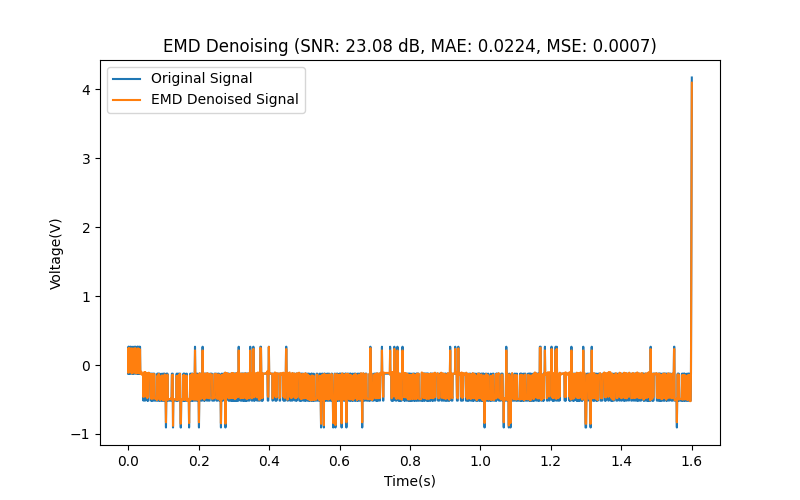 EMD Denoising (SNR: 23.08 dB, MAE: 0.0224, MSE: 0.0007)
Original Signal
EMD Denoised Signal
4
3
2
1
0
−1
Voltage(V)
0.0 0.2 0.4 0.6 0.8 1.0 1.2 1.4 1.6
Time(s)